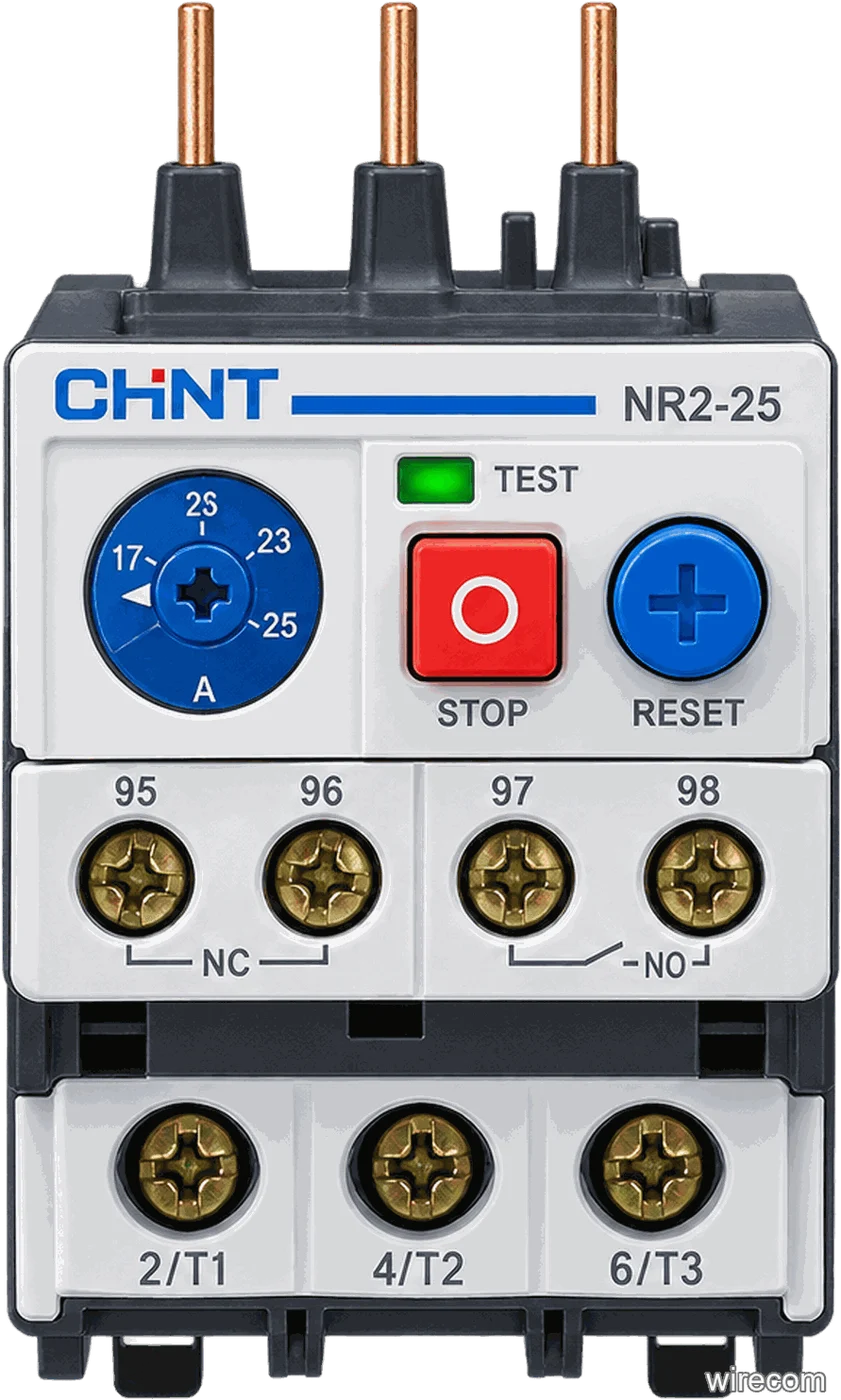 CHNT
NR2-25
TEST
2S
17
23
25
A
STOP
RESET
95
96
97
98
NC
NO
2/T1
4/T2
6/T3
wirecom